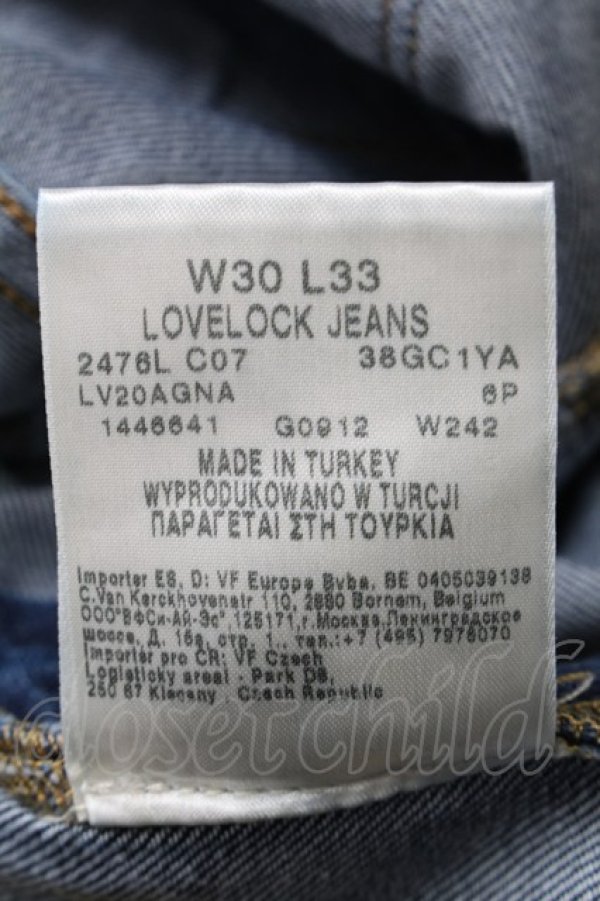 W30 L33
LOVELOCK JEANS
2476L C07 38GC1YA
LV20AGNA 6P
1446641 G0912 W242
MADE IN TURKEY
WYPRODUKOWANO W TURCJI
ΠΑΡΑΓΕΤΑΙ ΣΤΗ ΤΟΥΡΚΙΑ
Importer ES, D: VF Europe Bvba, BE 0405039138
C.Van Kerckhovenstr 110, 2880 Bornem, Belgium
ООО"ВФСи-Ай-Эс",125171,г.Москва,Ленинградское
шоссе, Д. 16а, стр. 1., тел.:+7 (495) 7976070
Importer pro CR: VF Czech
Logisticky areal - Park D8,
250 67 Klecany - Czech Republic
closet child